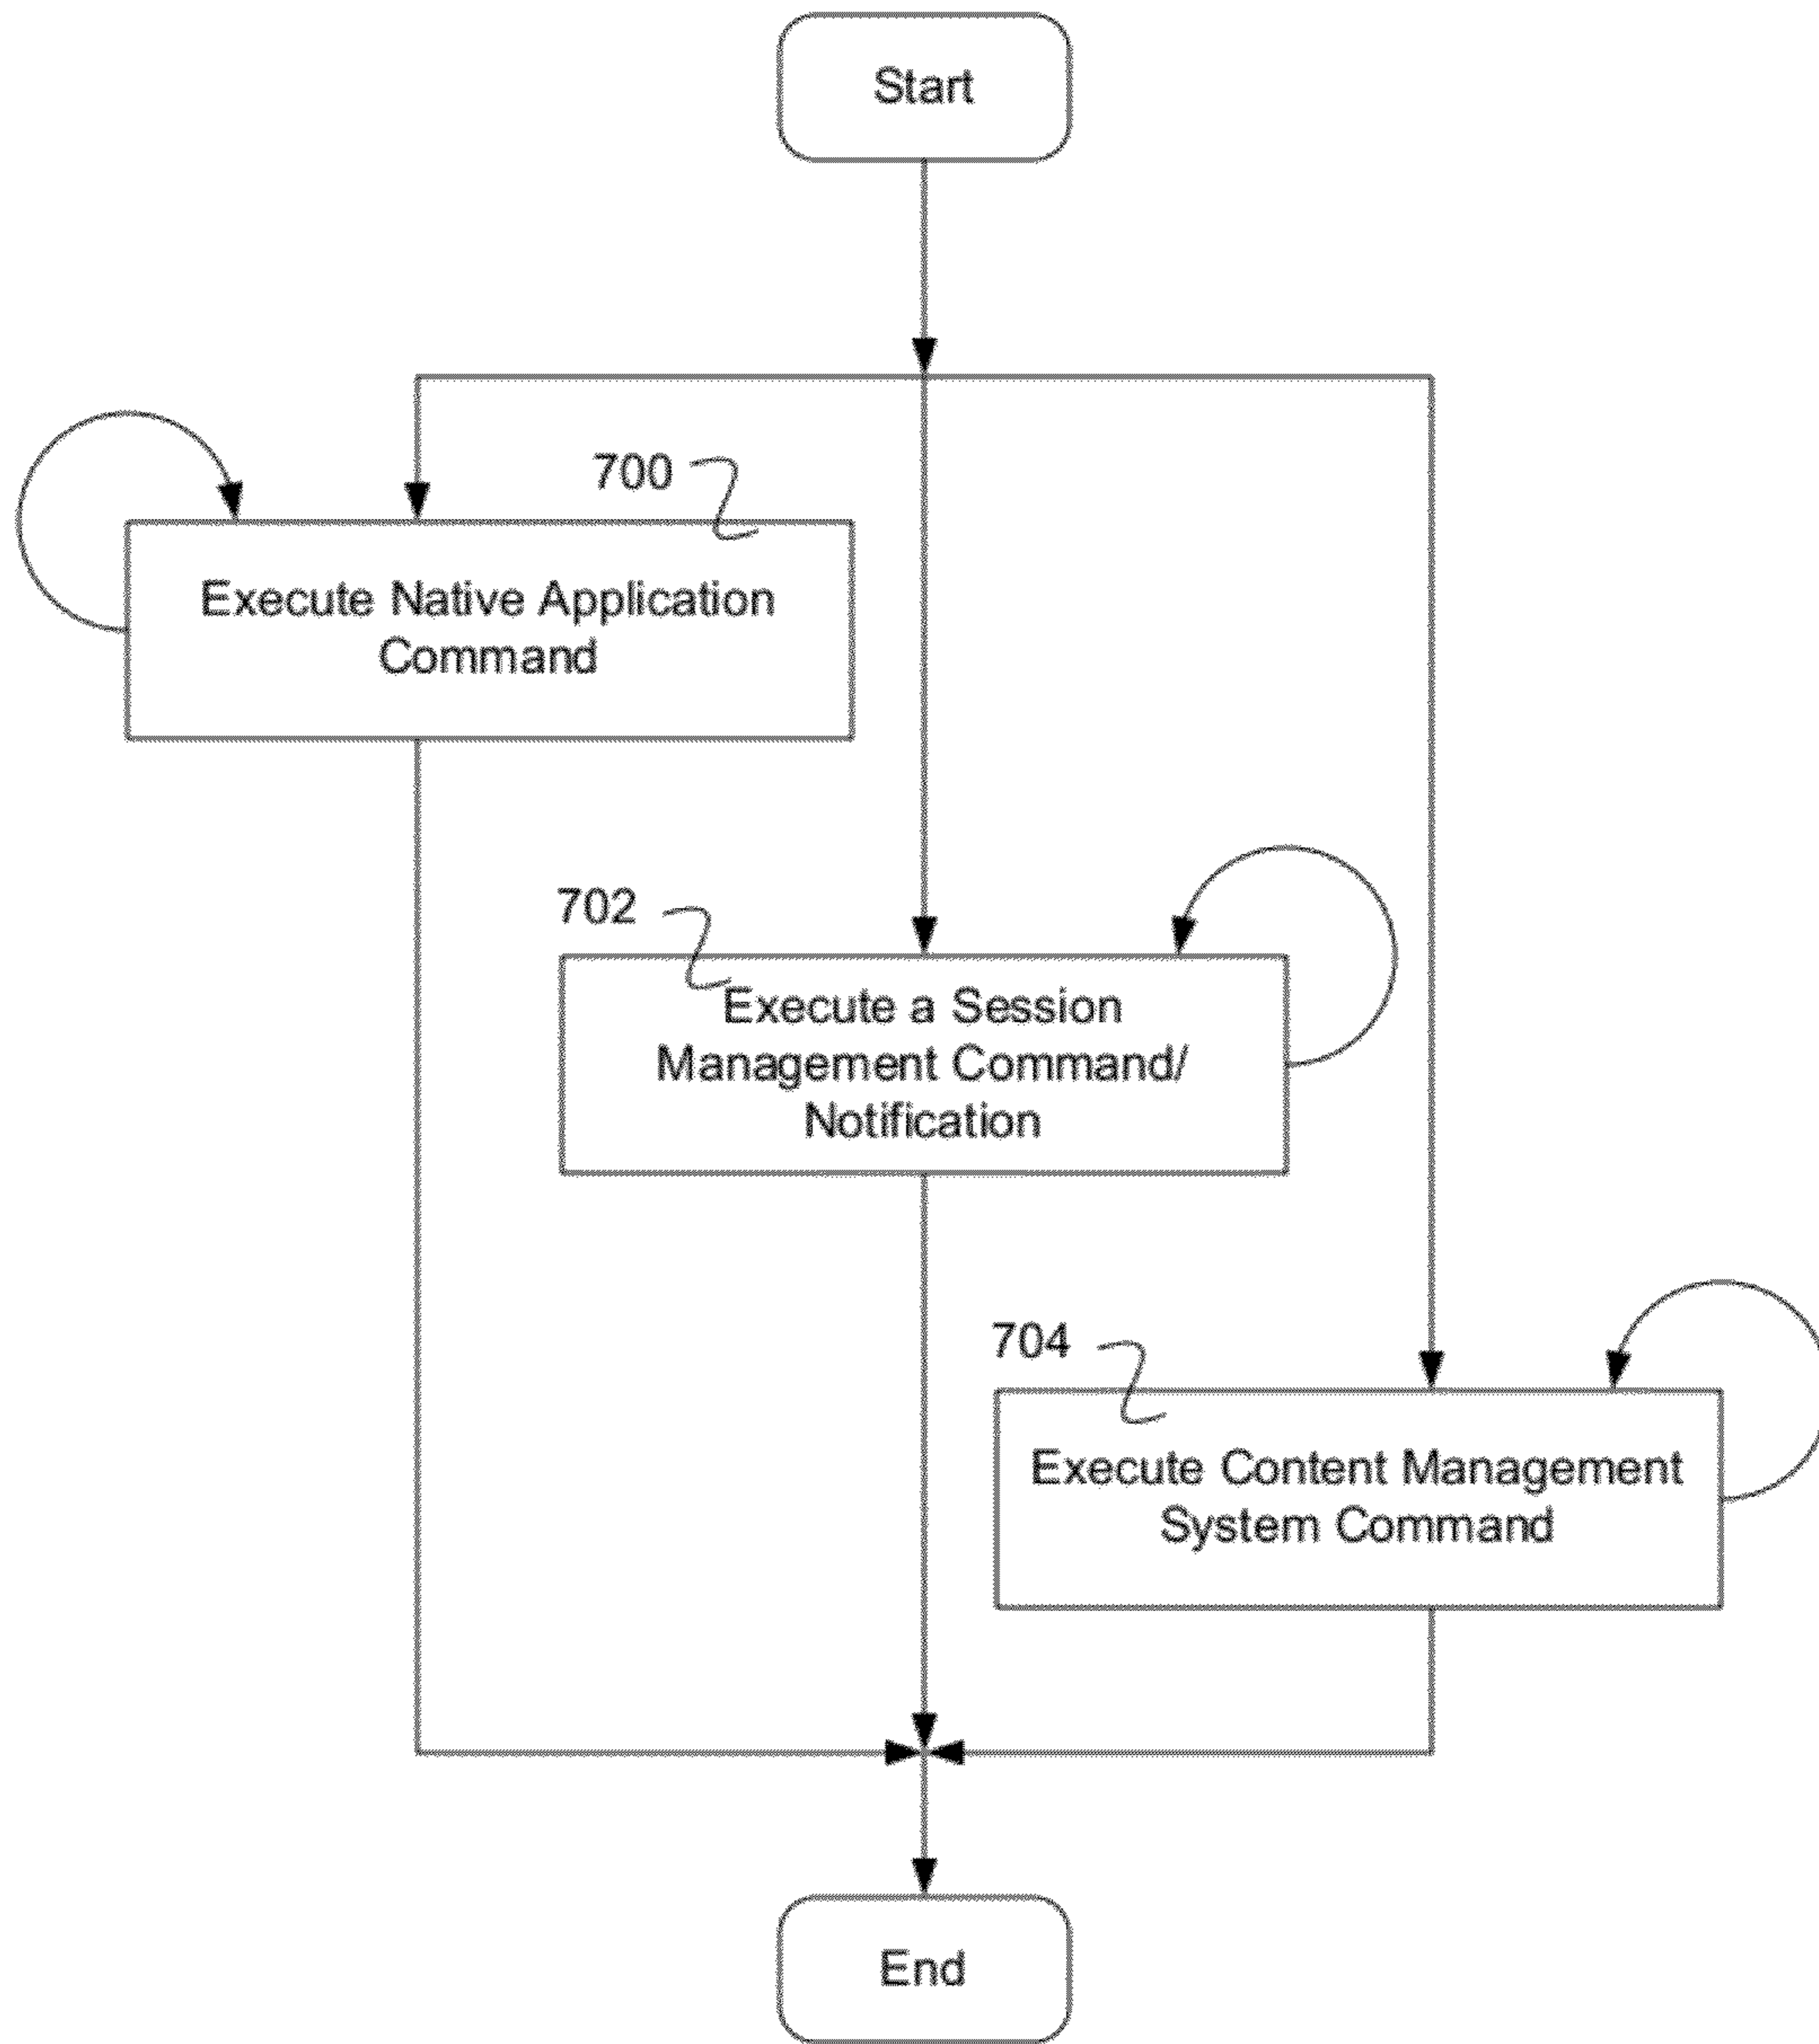 Start
700
Execute Native Application
Command
702
Execute a Session
Management Command/
Notification
704
Execute Content Management
System Command
End